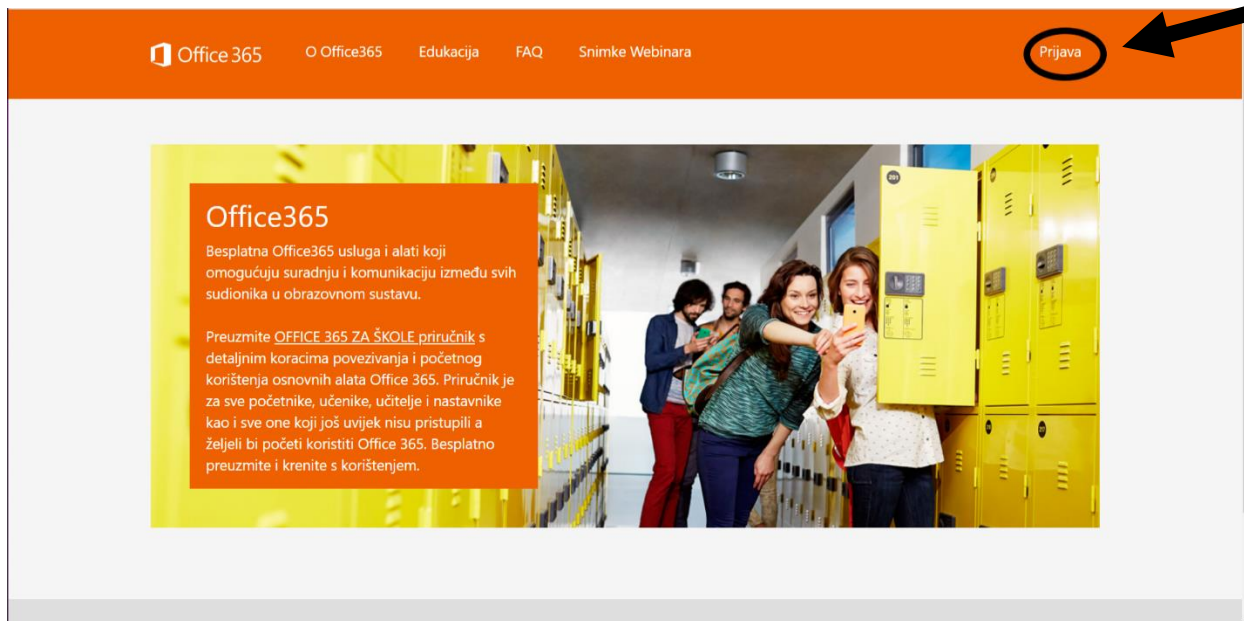 Office 365 O Office365 Edukacija FAQ Snimke Webinara Prijava
Office365
Besplatna Office365 usluga i alati koji
omogućuju suradnju i komunikaciju između svih
sudionika u obrazovnom sustavu.
Preuzmite OFFICE 365 ZA ŠKOLE priručnik s
detaljnim koracima povezivanja i početnog
korištenja osnovnih alata Office 365. Priručnik je
za sve početnike, učenike, učitelje i nastavnike
kao i sve one koji još uvijek nisu pristupili a
željeli bi početi koristiti Office 365. Besplatno
preuzmite i krenite s korištenjem.
201